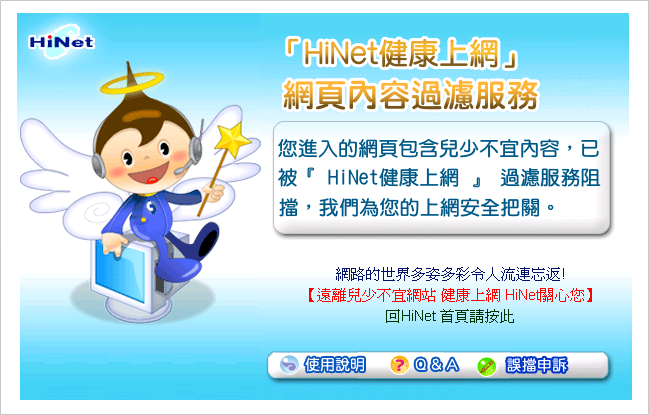 HiNet
「HiNet健康上網」
網頁內容過濾服務
您進入的網頁包含兒少不宜內容，已
被『 HiNet健康上網 』 過濾服務阻
擋，我們為您的上網安全把關。
網路的世界多姿多彩令人流連忘返!
【遠離兒少不宜網站 健康上網 HiNet關心您】
回HiNet 首頁請按此
使用說明 Q & A 誤擋申訴